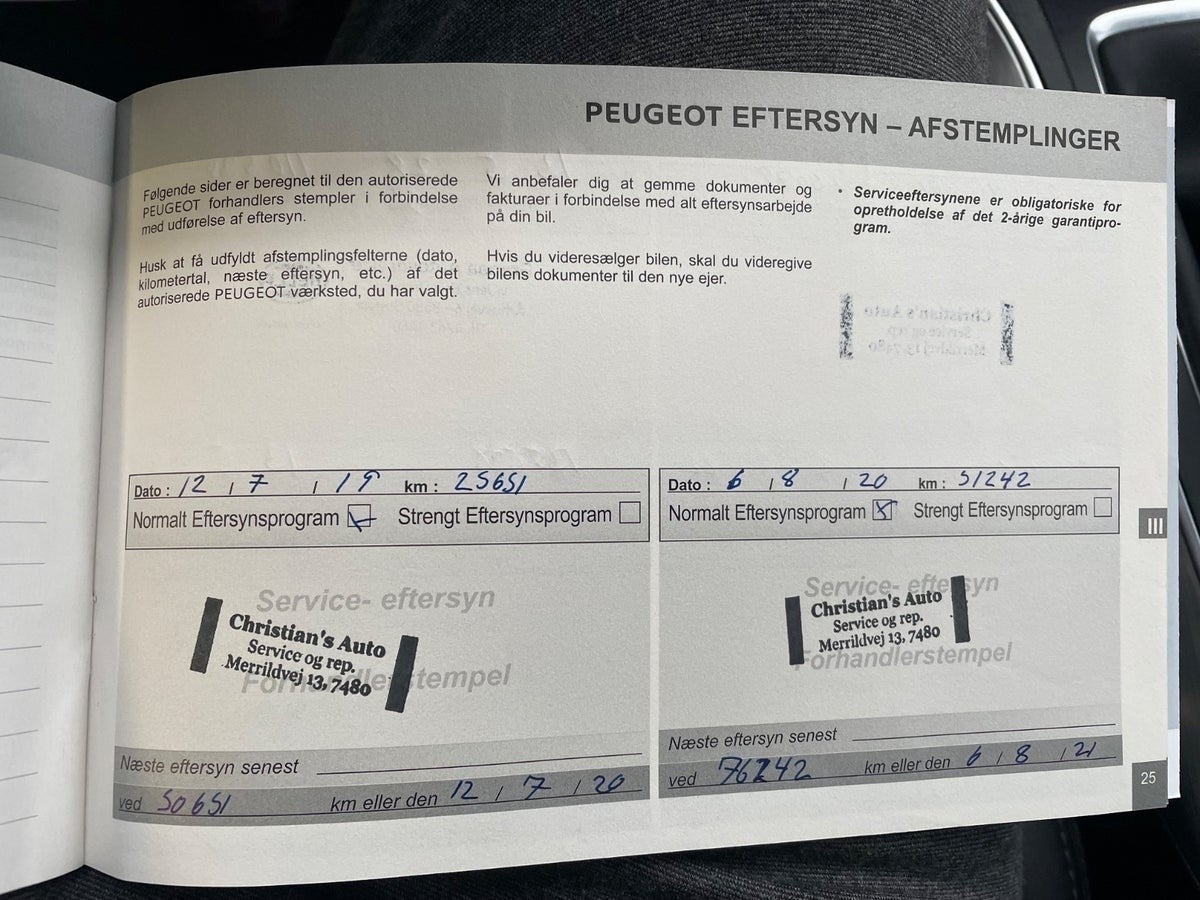 PEUGEOT EFTERSYN – AFSTEMPLINGER
Følgende sider er beregnet til den autoriserede
PEUGEOT forhandlers stempler i forbindelse
med udførelse af eftersyn.
Husk at få udfyldt afstemplingsfelterne (dato,
kilometertal, næste eftersyn, etc.) af det
autoriserede PEUGEOT værksted, du har valgt.
Vi anbefaler dig at gemme dokumenter og
fakturaer i forbindelse med alt eftersynsarbejde
på din bil.
Hvis du videresælger bilen, skal du videregive
bilens dokumenter til den nye ejer.
• Serviceeftersynene er obligatoriske for
opretholdelse af det 2-årige garantipro-
gram.
Dato : 12 / 7 / 19 km : 25651
Normalt Eftersynsprogram Strengt Eftersynsprogram
Service- eftersyn
Christian's Auto
Service og rep.
Merrildvej 13, 7480
Forhandlerstempel
Næste eftersyn senest
ved 50651 km eller den 12 / 7 / 20
Dato : 6 / 8 / 20 km : 51242
Normalt Eftersynsprogram Strengt Eftersynsprogram
Service- eftersyn
Christian's Auto
Service og rep.
Merrildvej 13, 7480
Forhandlerstempel
Næste eftersyn senest
ved 76242 km eller den 6 / 8 / 21
III
25